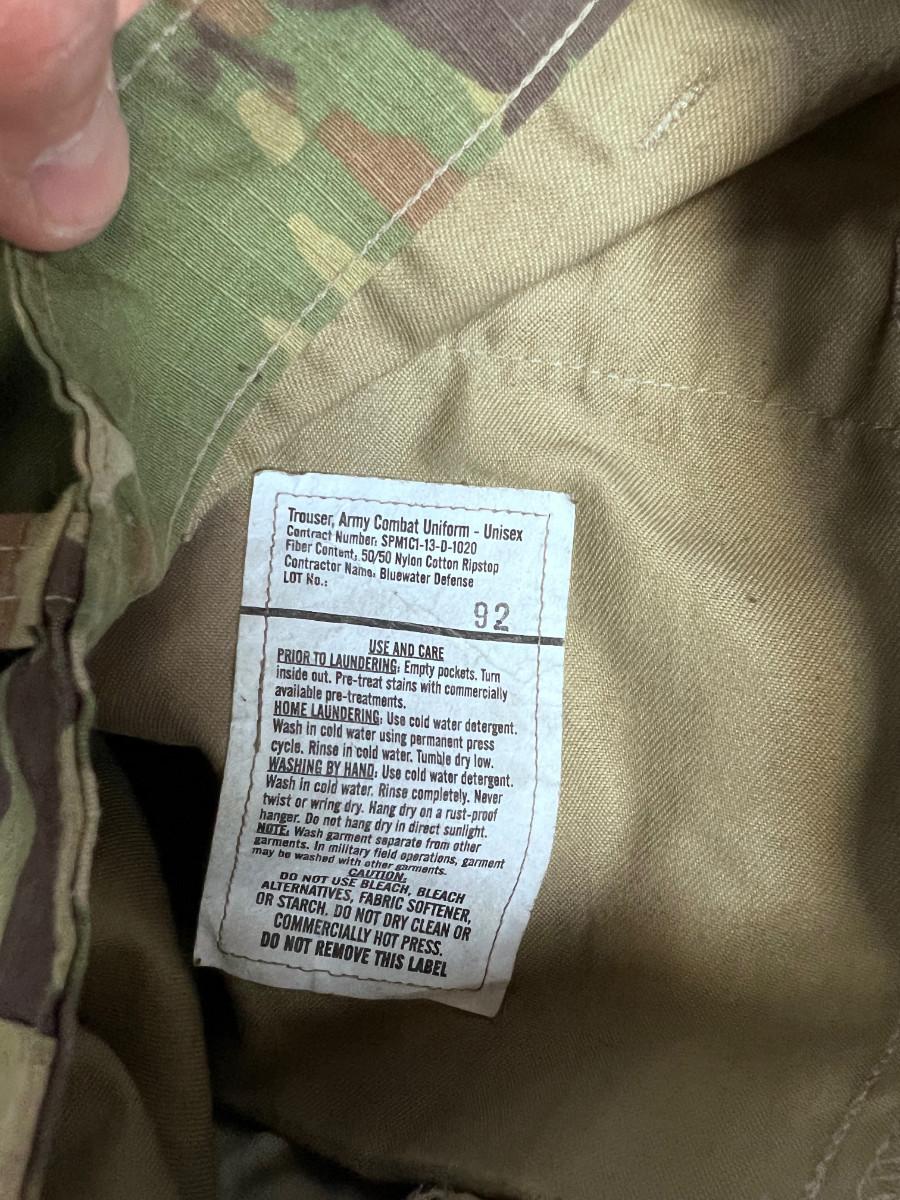 Trouser, Army Combat Uniform - Unisex
Contract Number: SPM1C1-13-D-1020
Fiber Content: 50/50 Nylon Cotton Ripstop
Contractor Name: Bluewater Defense
LOT No.:
92
USE AND CARE
PRIOR TO LAUNDERING: Empty pockets. Turn
inside out. Pre-treat stains with commercially
available pre-treatments.
HOME LAUNDERING: Use cold water detergent.
Wash in cold water using permanent press
cycle. Rinse in cold water. Tumble dry low.
WASHING BY HAND: Use cold water detergent.
Wash in cold water. Rinse completely. Never
twist or wring dry. Hang dry on a rust-proof
hanger. Do not hang dry in direct sunlight.
NOTE: Wash garment separate from other
garments. In military field operations, garment
may be washed with other garments.
CAUTION:
DO NOT USE BLEACH, BLEACH
ALTERNATIVES, FABRIC SOFTENER,
OR STARCH. DO NOT DRY CLEAN OR
COMMERCIALLY HOT PRESS.
DO NOT REMOVE THIS LABEL